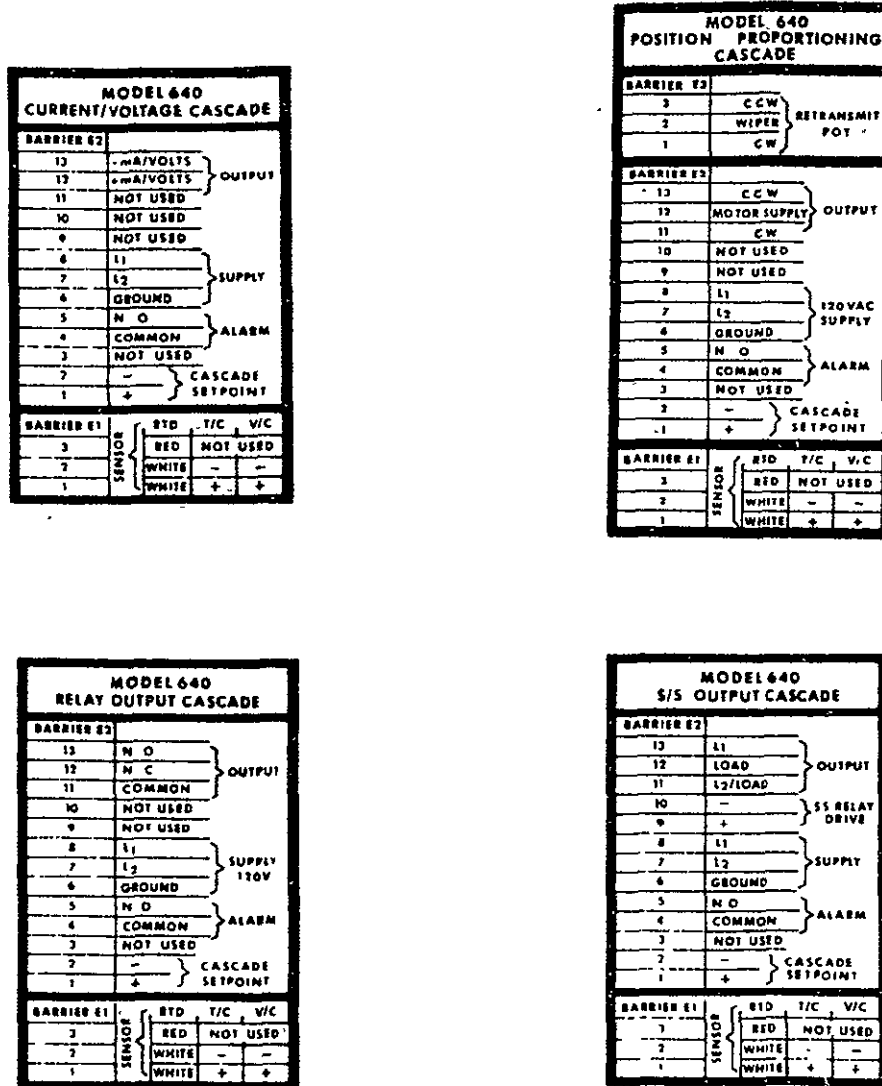 MODEL 640
CURRENT/VOLTAGE CASCADE
BARRIER E2
13 -mA/VOLTS
12 +mA/VOLTS OUTPUT
11 NOT USED
10 NOT USED
9 NOT USED
8 L1
7 L2 SUPPLY
6 GROUND
5 N O
4 COMMON ALARM
3 NOT USED
2 - CASCADE
1 + SETPOINT
BARRIER E1 SENSOR RTD T/C V/C
3 RED NOT USED
2 WHITE - -
1 WHITE + +
MODEL 640
POSITION PROPORTIONING
CASCADE
BARRIER E3
3 CCW
2 WIPER RETRANSMIT
1 CW POT
BARRIER E2
13 CCW
12 MOTOR SUPPLY OUTPUT
11 CW
10 NOT USED
9 NOT USED
8 L1
7 L2 120VAC
6 GROUND SUPPLY
5 N O
4 COMMON ALARM
3 NOT USED
2 - CASCADE
1 + SETPOINT
BARRIER E1 SENSOR RTD T/C V/C
3 RED NOT USED
2 WHITE - -
1 WHITE + +
MODEL 640
RELAY OUTPUT CASCADE
BARRIER E2
13 N O
12 N C OUTPUT
11 COMMON
10 NOT USED
9 NOT USED
8 L1
7 L2 SUPPLY
6 GROUND 120V
5 N O
4 COMMON ALARM
3 NOT USED
2 - CASCADE
1 + SETPOINT
BARRIER E1 SENSOR RTD T/C V/C
3 RED NOT USED
2 WHITE - -
1 WHITE + +
MODEL 640
S/S OUTPUT CASCADE
BARRIER E2
13 L1
12 LOAD OUTPUT
11 L2/LOAD
10 - SS RELAY
9 + DRIVE
8 L1
7 L2 SUPPLY
6 GROUND
5 N O
4 COMMON ALARM
3 NOT USED
2 - CASCADE
1 + SETPOINT
BARRIER E1 SENSOR RTD T/C V/C
3 RED NOT USED
2 WHITE - -
1 WHITE + +